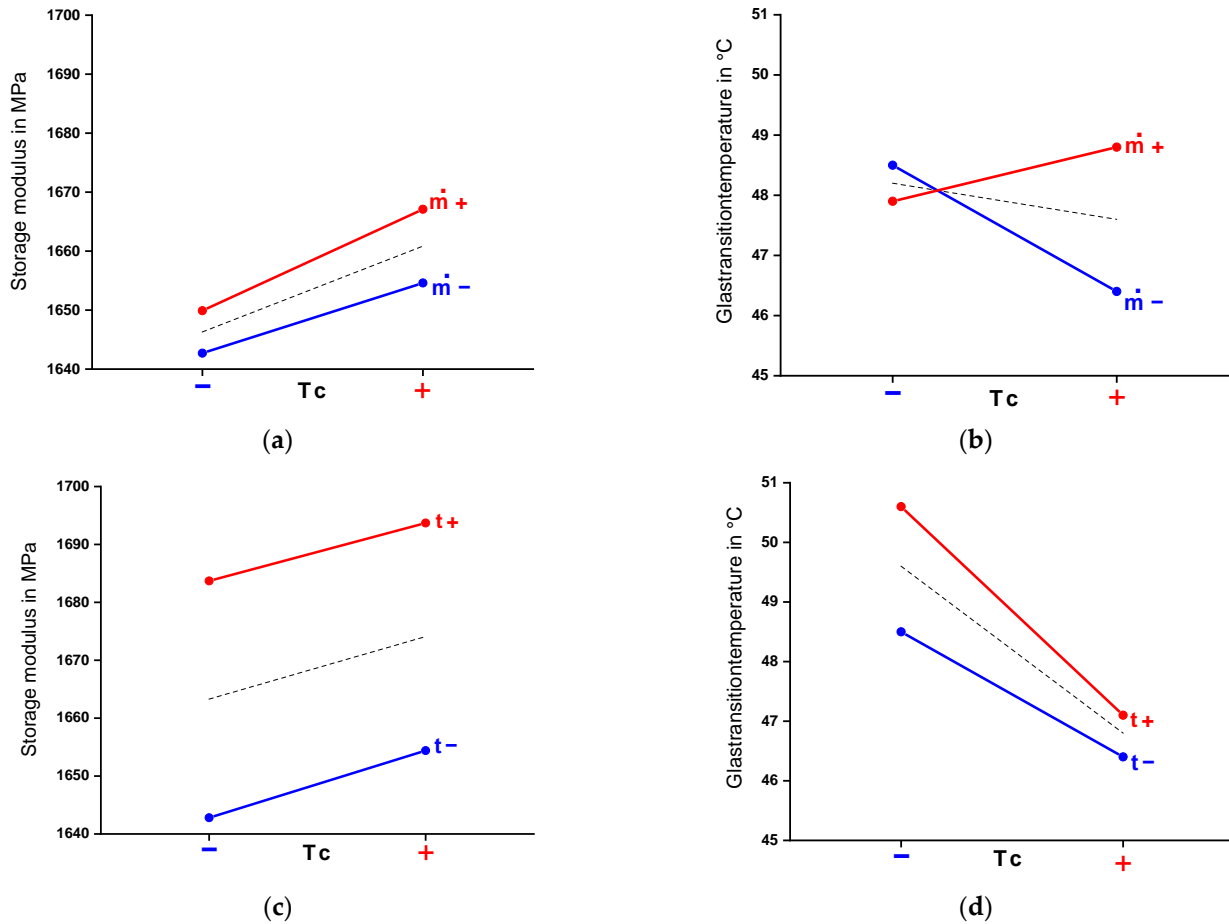 Storage modulus in MPa
1700
1690
1680
1670
1660
1650
1640
ṁ +
ṁ −
− Tc +
(a)
Glastransitiontemperature in °C
51
50
49
48
47
46
45
ṁ +
ṁ −
− Tc +
(b)
Storage modulus in MPa
1700
1690
1680
1670
1660
1650
1640
t+
t−
− Tc +
(c)
Glastransitiontemperature in °C
51
50
49
48
47
46
45
t+
t−
− Tc +
(d)